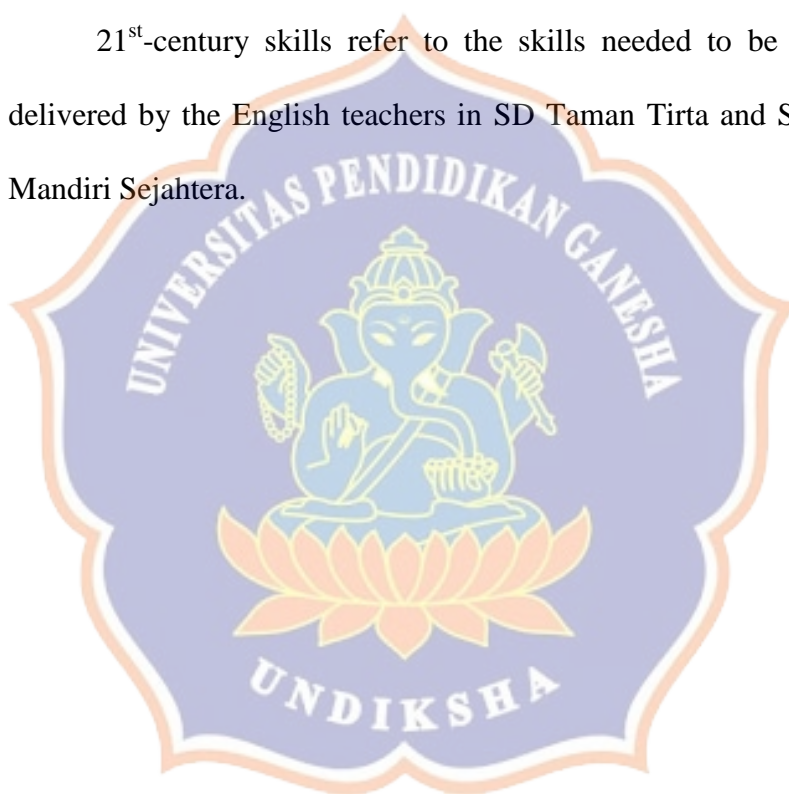 21st-century skills refer to the skills needed to be
delivered by the English teachers in SD Taman Tirta and S
Mandiri Sejahtera.
UNIVERSITAS PENDIDIKAN GANESHA
UNDIKSHA